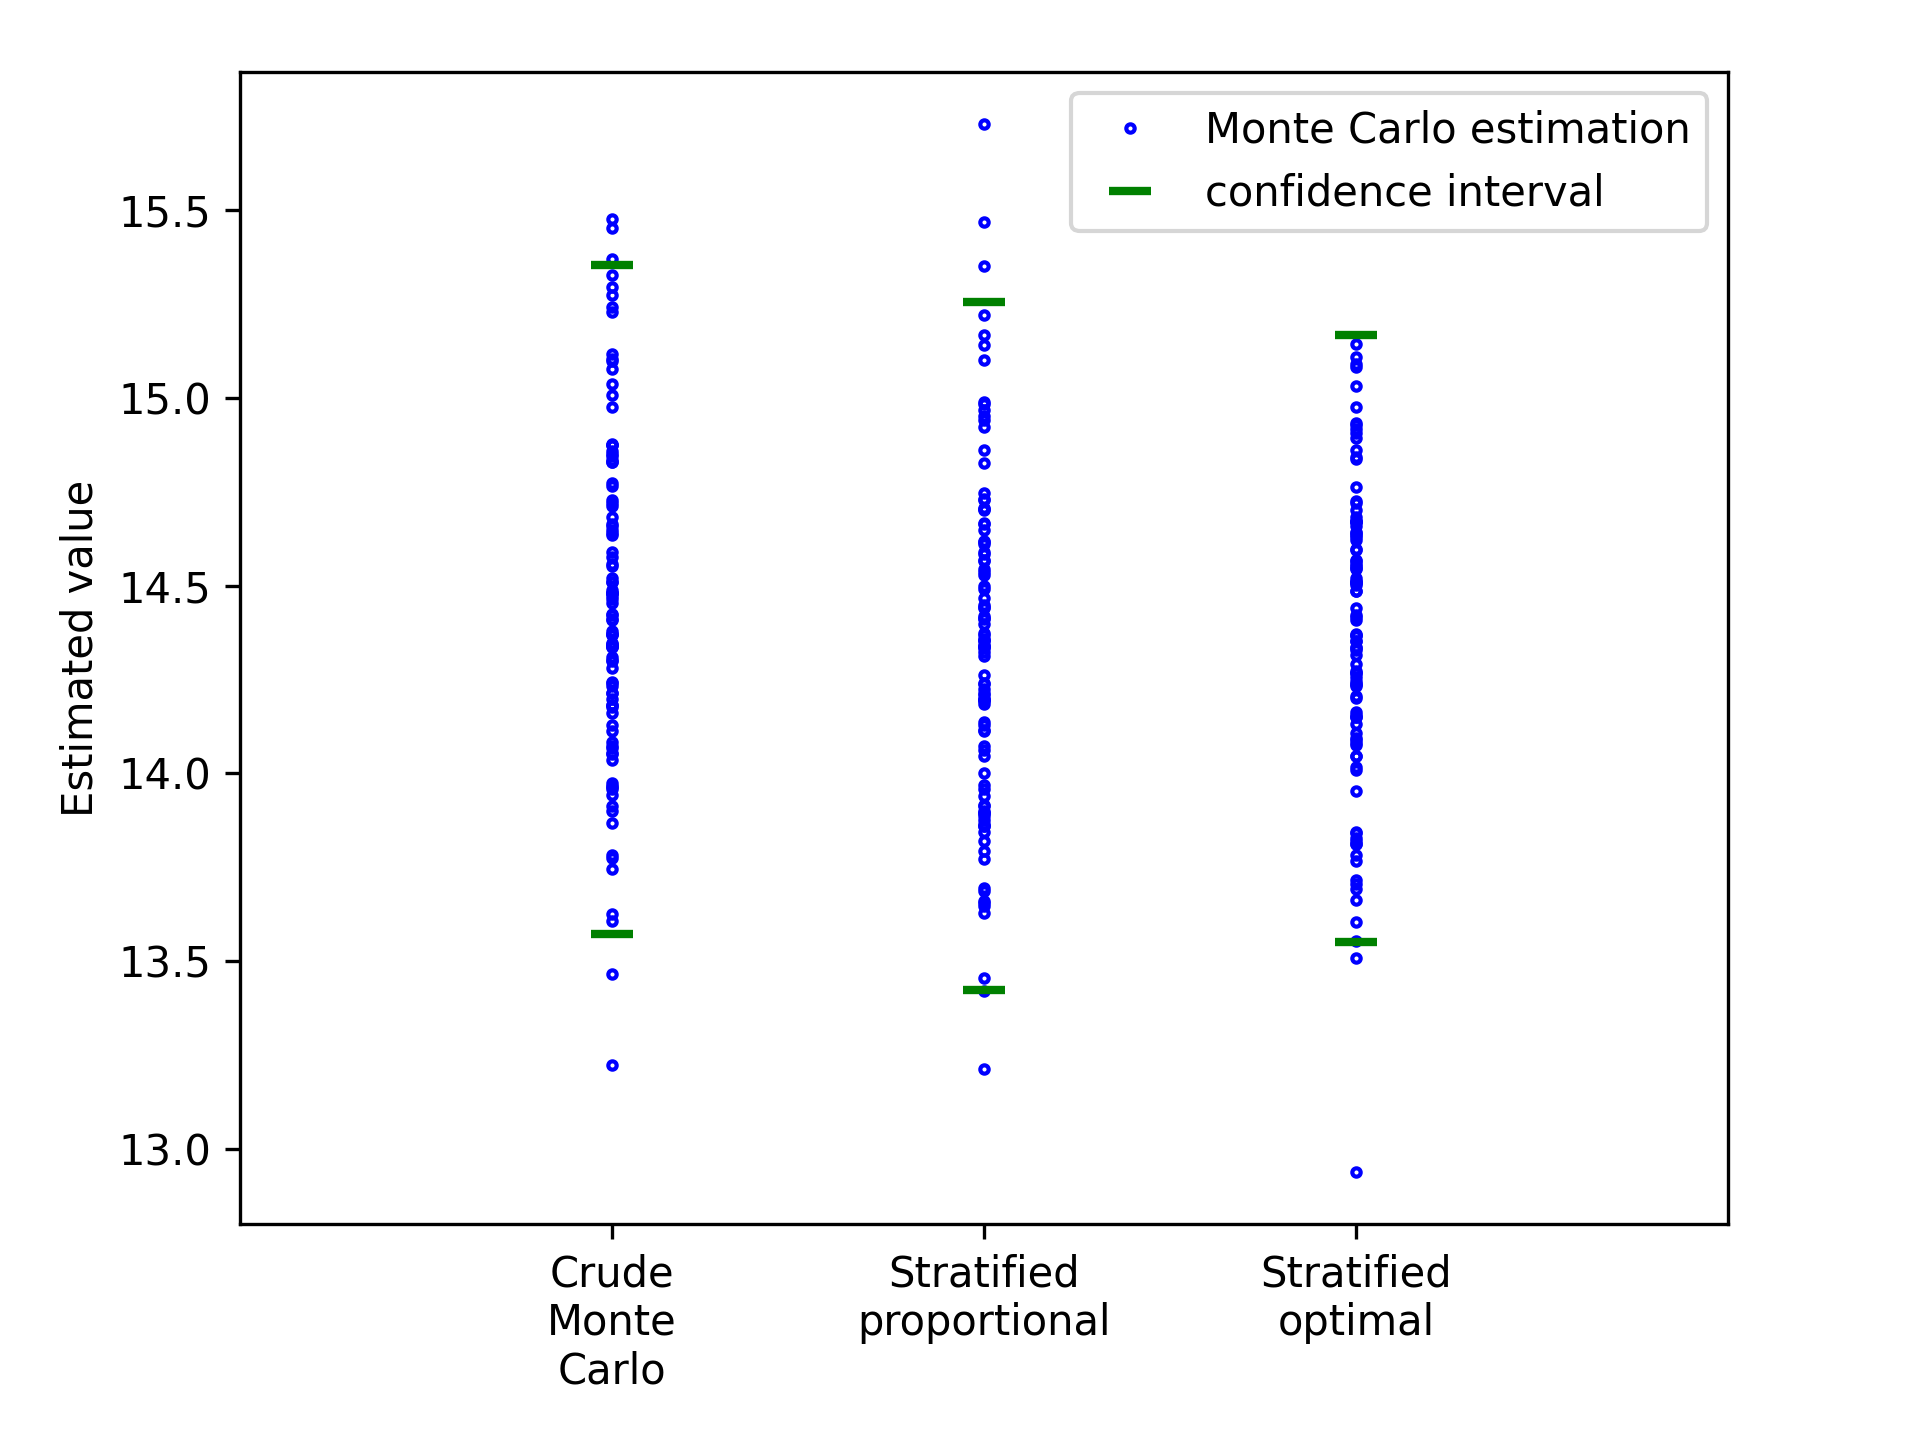 Monte Carlo estimation
confidence interval
Estimated value
15.5
15.0
14.5
14.0
13.5
13.0
Crude
Monte
Carlo
Stratified
proportional
Stratified
optimal